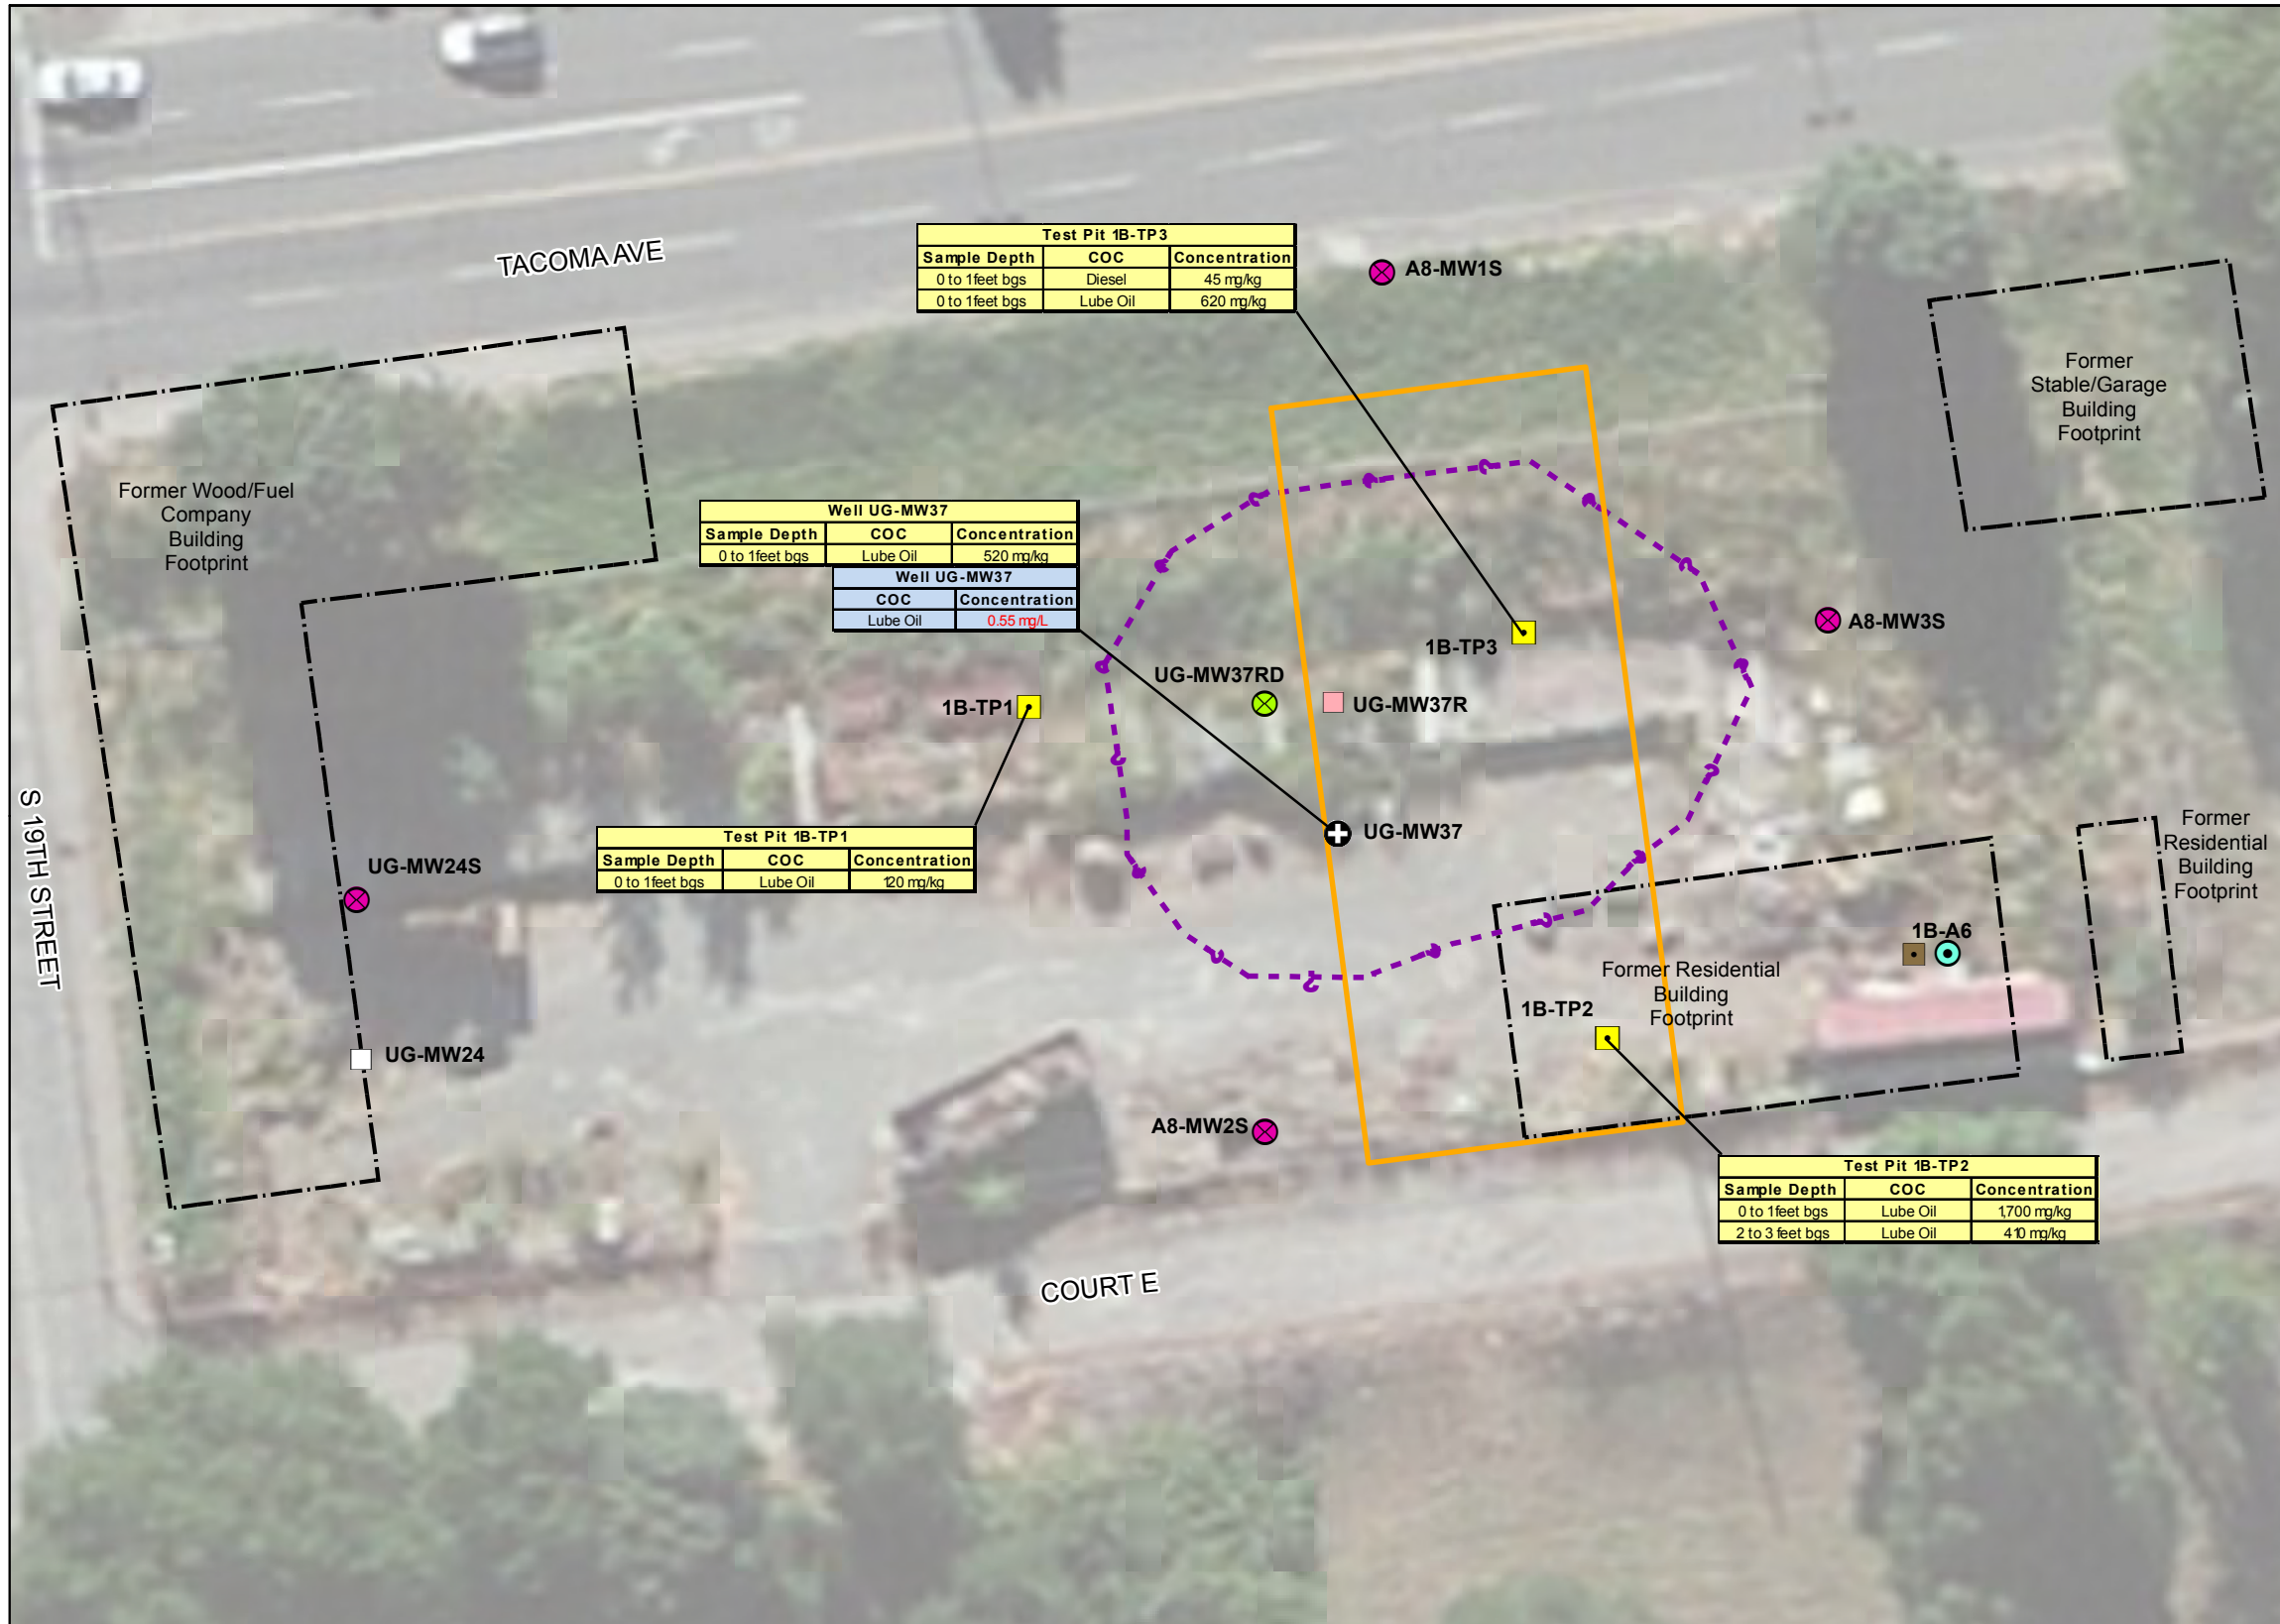 TACOMA AVE
Test Pit 1B-TP3
Sample Depth COC Concentration
0 to 1feet bgs Diesel 45 mg/kg
0 to 1feet bgs Lube Oil 620 mg/kg
A8-MW1S
Former
Stable/Garage
Building
Footprint
Former Wood/Fuel
Company
Building
Footprint
Well UG-MW37
Sample Depth COC Concentration
0 to 1feet bgs Lube Oil 520 mg/kg
Well UG-MW37
COC Concentration
Lube Oil 0.55 mg/L
A8-MW3S
1B-TP3
UG-MW37RD
UG-MW37R
1B-TP1
UG-MW37
S 19TH STREET
Test Pit 1B-TP1
Sample Depth COC Concentration
0 to 1feet bgs Lube Oil 120 mg/kg
Former
Residential
Building
Footprint
UG-MW24S
1B-A6
Former Residential
Building
Footprint
1B-TP2
UG-MW24
A8-MW2S
Test Pit 1B-TP2
Sample Depth COC Concentration
0 to 1feet bgs Lube Oil 1,700 mg/kg
2 to 3 feet bgs Lube Oil 410 mg/kg
COURT E